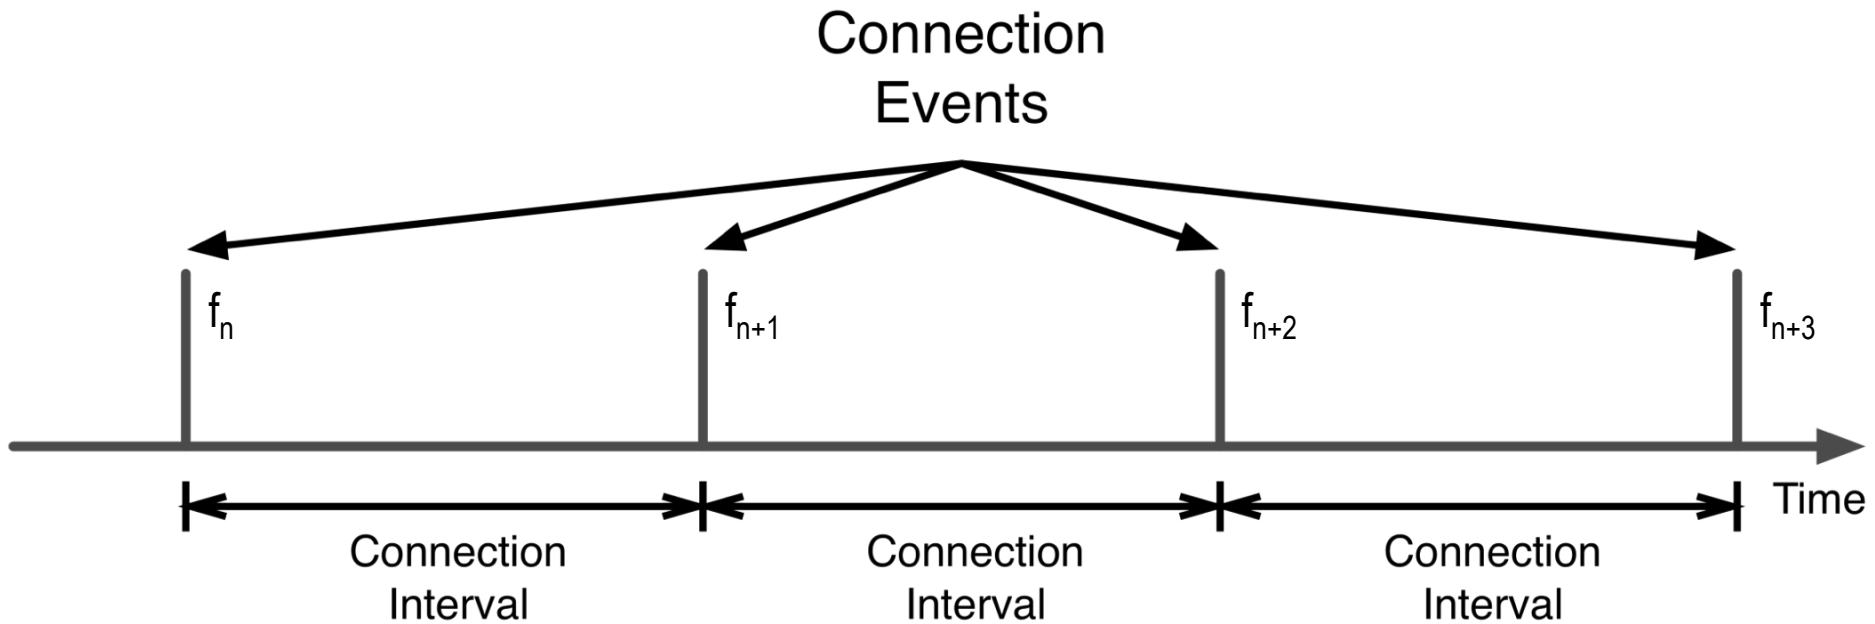 Connection
Events
fn
fn+1
fn+2
fn+3
Time
Connection
Interval
Connection
Interval
Connection
Interval